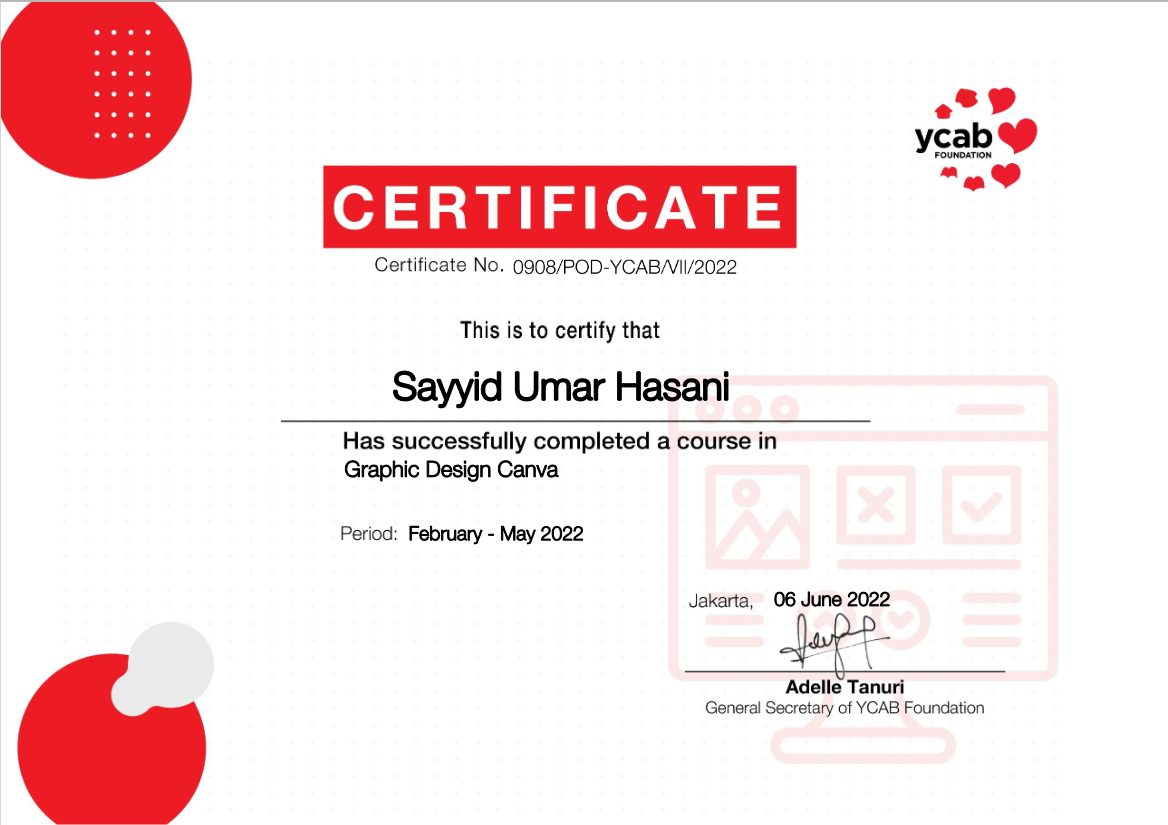 ycab
FOUNDATION
CERTIFICATE
Certificate No. 0908/POD-YCAB/VII/2022
This is to certify that
Sayyid Umar Hasani
Has successfully completed a course in
Graphic Design Canva
Period: February - May 2022
Jakarta, 06 June 2022
Adelle Tanuri
General Secretary of YCAB Foundation